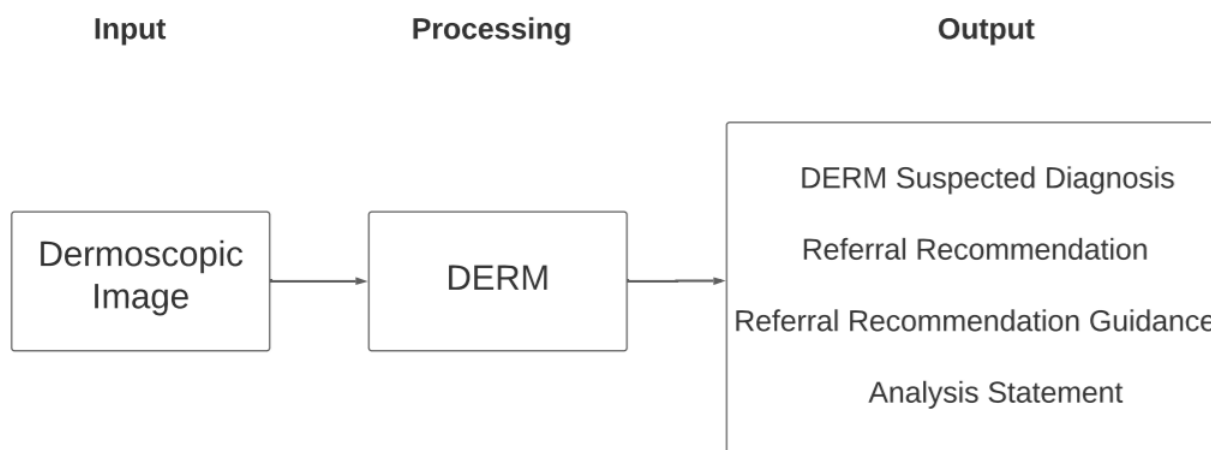 Input
Processing
Output
Dermoscopic
Image
DERM
DERM Suspected Diagnosis
Referral Recommendation
Referral Recommendation Guidance
Analysis Statement